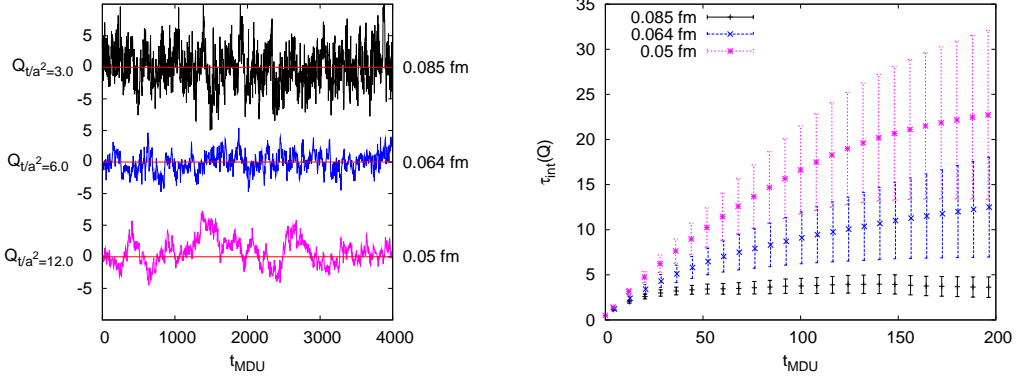 5
0
-5
5
0
-5
5
0
-5
Q_{t/a^2=3.0}
Q_{t/a^2=6.0}
Q_{t/a^2=12.0}
0.085 fm
0.064 fm
0.05 fm
0 1000 2000 3000 4000
t_{MDU}
35
30
25
20
15
10
5
0
τ_{int}(Q)
0.085 fm
0.064 fm
0.05 fm
0 50 100 150 200
t_{MDU}